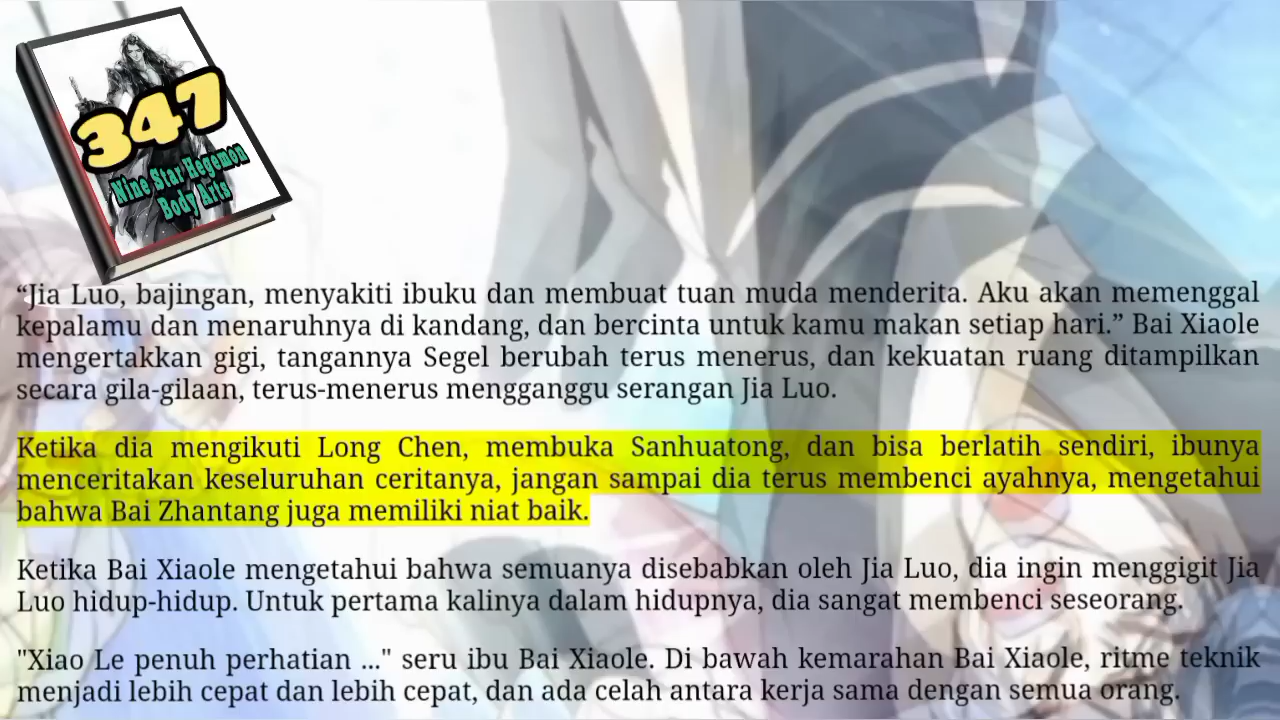 347
Nine Star Hegemon
Body Arts
“Jia Luo, bajingan, menyakiti ibuku dan membuat tuan muda menderita. Aku akan memenggal
kepalamu dan menaruhnya di kandang, dan bercinta untuk kamu makan setiap hari.” Bai Xiaole
mengertakkan gigi, tangannya Segel berubah terus menerus, dan kekuatan ruang ditampilkan
secara gila-gilaan, terus-menerus mengganggu serangan Jia Luo.
Ketika dia mengikuti Long Chen, membuka Sanhuatong, dan bisa berlatih sendiri, ibunya
menceritakan keseluruhan ceritanya, jangan sampai dia terus membenci ayahnya, mengetahui
bahwa Bai Zhantang juga memiliki niat baik.
Ketika Bai Xiaole mengetahui bahwa semuanya disebabkan oleh Jia Luo, dia ingin menggigit Jia
Luo hidup-hidup. Untuk pertama kalinya dalam hidupnya, dia sangat membenci seseorang.
"Xiao Le penuh perhatian ..." seru ibu Bai Xiaole. Di bawah kemarahan Bai Xiaole, ritme teknik
menjadi lebih cepat dan lebih cepat, dan ada celah antara kerja sama dengan semua orang.